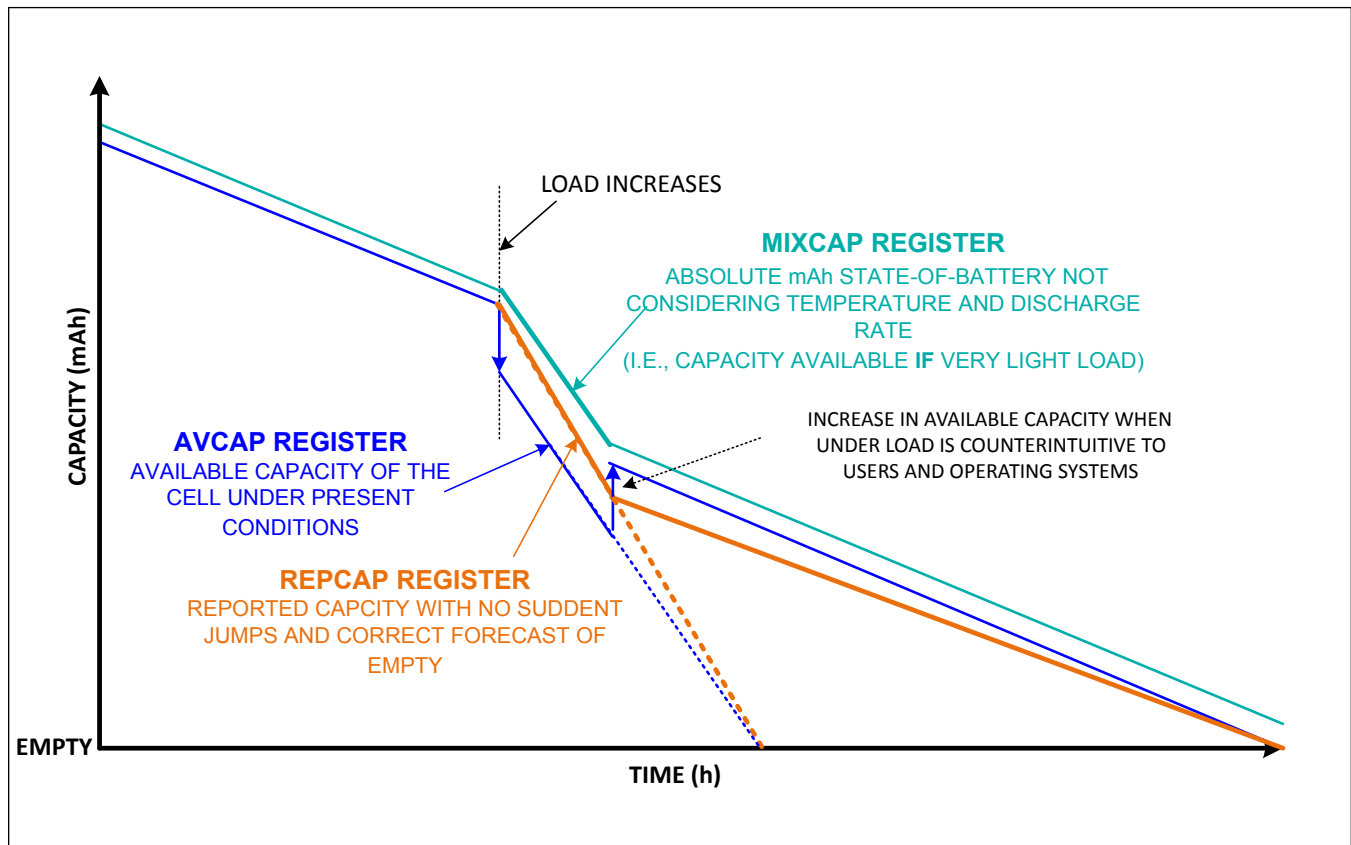 LOAD INCREASES
MIXCAP REGISTER
ABSOLUTE mAh STATE-OF-BATTERY NOT
CONSIDERING TEMPERATURE AND DISCHARGE
RATE
(I.E., CAPACITY AVAILABLE IF VERY LIGHT LOAD)
CAPACITY (mAh)
INCREASE IN AVAILABLE CAPACITY WHEN
UNDER LOAD IS COUNTERINTUITIVE TO
USERS AND OPERATING SYSTEMS
AVCAP REGISTER
AVAILABLE CAPACITY OF THE
CELL UNDER PRESENT
CONDITIONS
REPCAP REGISTER
REPORTED CAPCITY WITH NO SUDDENT
JUMPS AND CORRECT FORECAST OF
EMPTY
EMPTY
TIME (h)